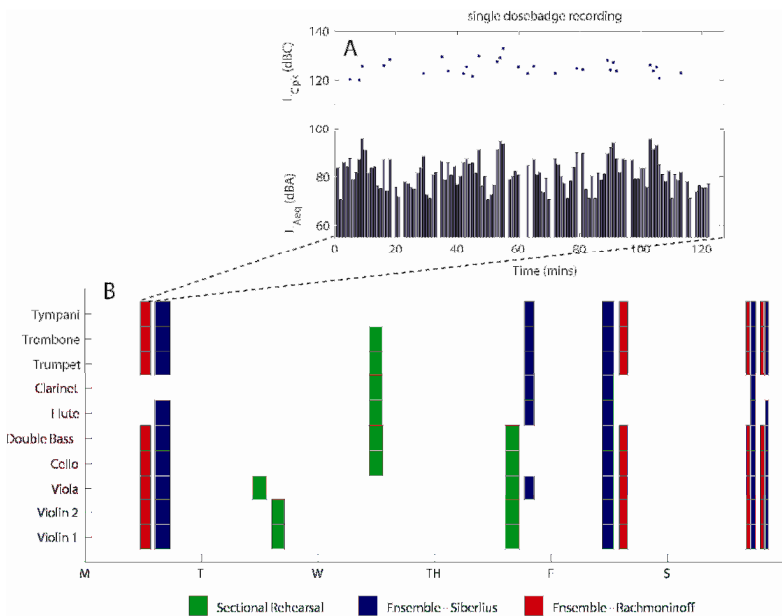 single dosebadge recording
A
140
120
100
80
60
(dBC)
(dBA)
0 20 40 60 80 100 120
Time (mins)
B
Tympani
Trombone
Trumpet
Clarinet
Flute
Double Bass
Cello
Viola
Violin 2
Violin 1
M T W TH F S
Sectional Rehearsal
Ensemble - Siberlius
Ensemble - Rachmoninoff